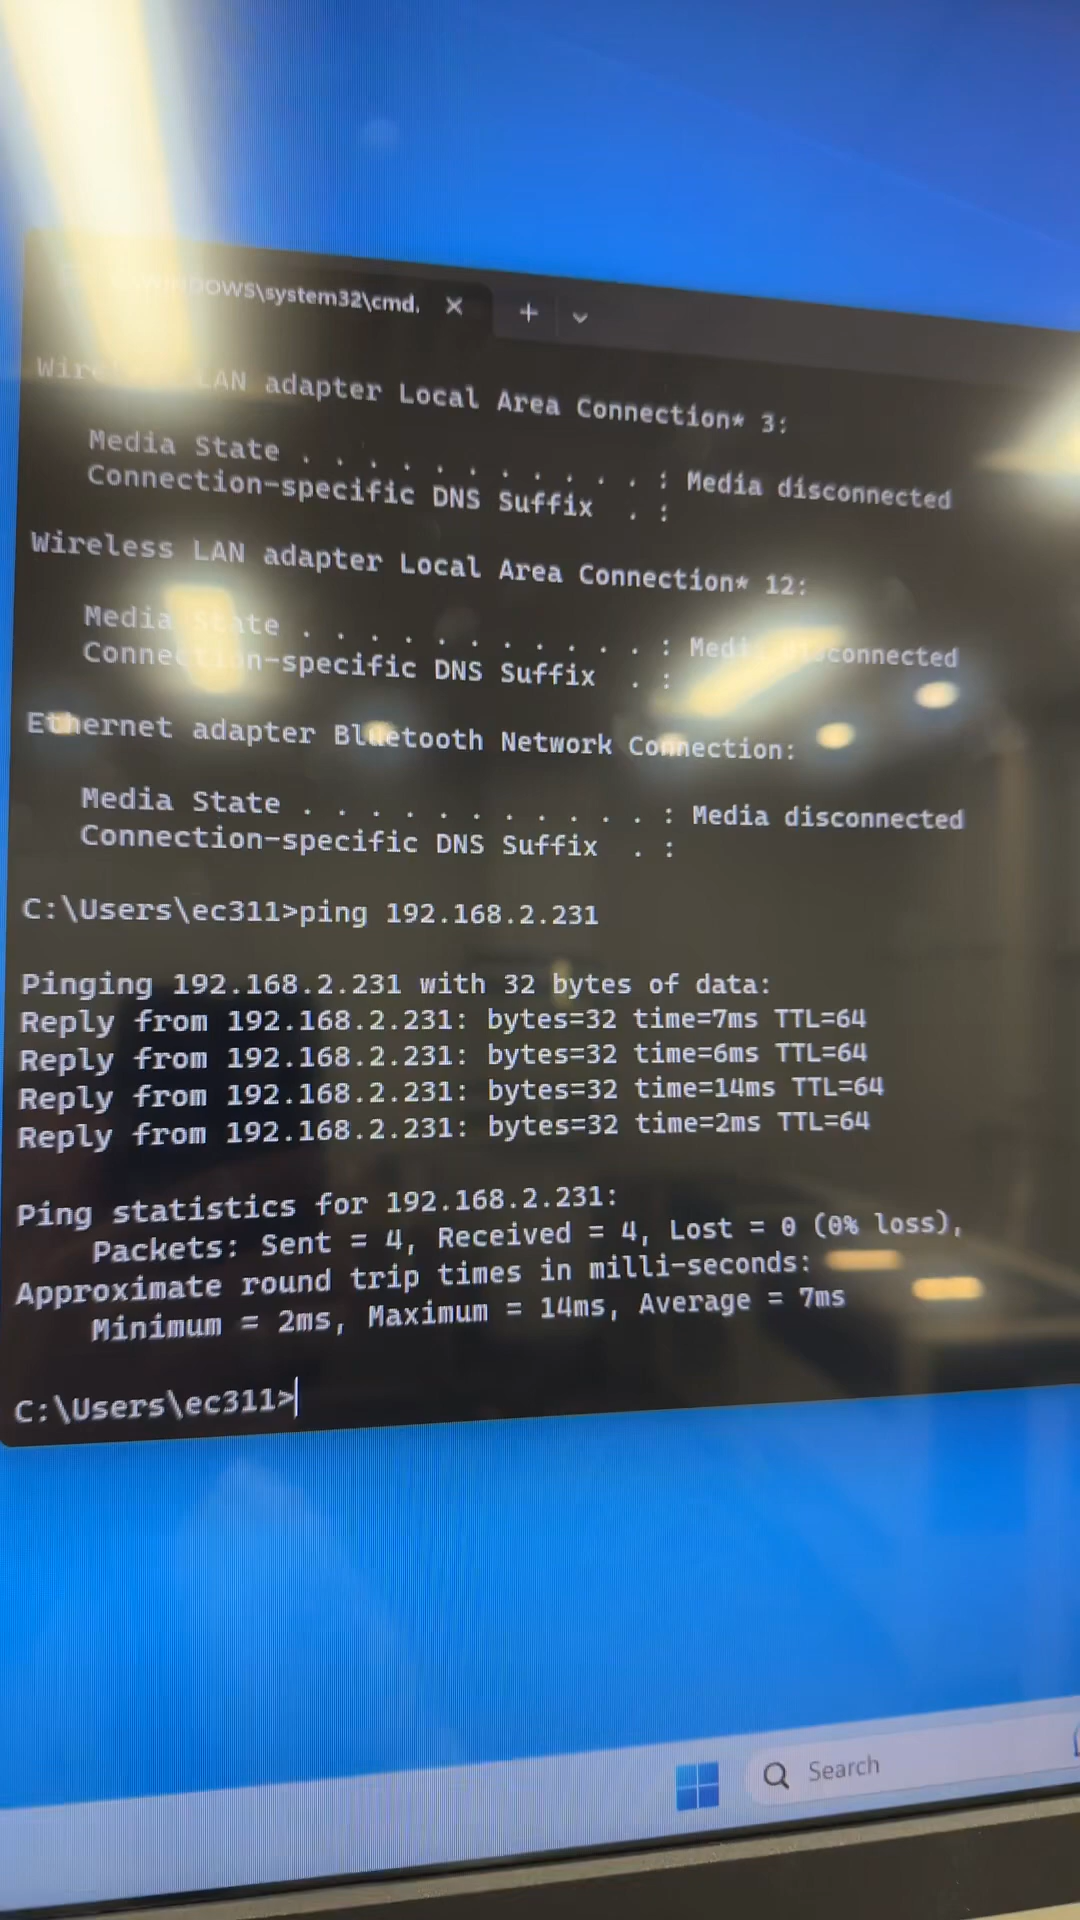 WINDOWS\system32\cmd.
Wireless LAN adapter Local Area Connection* 3:
Media State . . . . . . . . . . . : Media disconnected
Connection-specific DNS Suffix . :
Wireless LAN adapter Local Area Connection* 12:
Media State . . . . . . . . . . . : Media disconnected
Connection-specific DNS Suffix . :
Ethernet adapter Bluetooth Network Connection:
Media State . . . . . . . . . . . : Media disconnected
Connection-specific DNS Suffix . :
C:\Users\ec311>ping 192.168.2.231
Pinging 192.168.2.231 with 32 bytes of data:
Reply from 192.168.2.231: bytes=32 time=7ms TTL=64
Reply from 192.168.2.231: bytes=32 time=6ms TTL=64
Reply from 192.168.2.231: bytes=32 time=14ms TTL=64
Reply from 192.168.2.231: bytes=32 time=2ms TTL=64
Ping statistics for 192.168.2.231:
Packets: Sent = 4, Received = 4, Lost = 0 (0% loss),
Approximate round trip times in milli-seconds:
Minimum = 2ms, Maximum = 14ms, Average = 7ms
C:\Users\ec311>
Search